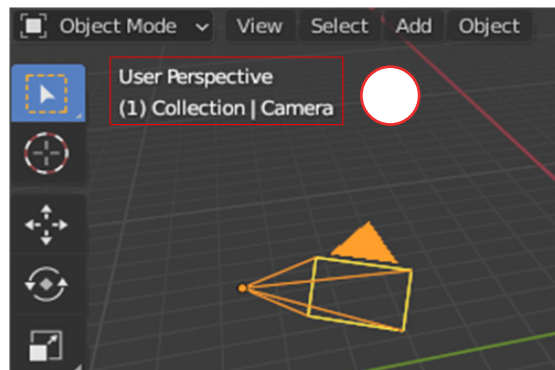 Object Mode View Select Add Object
User Perspective
(1) Collection | Camera